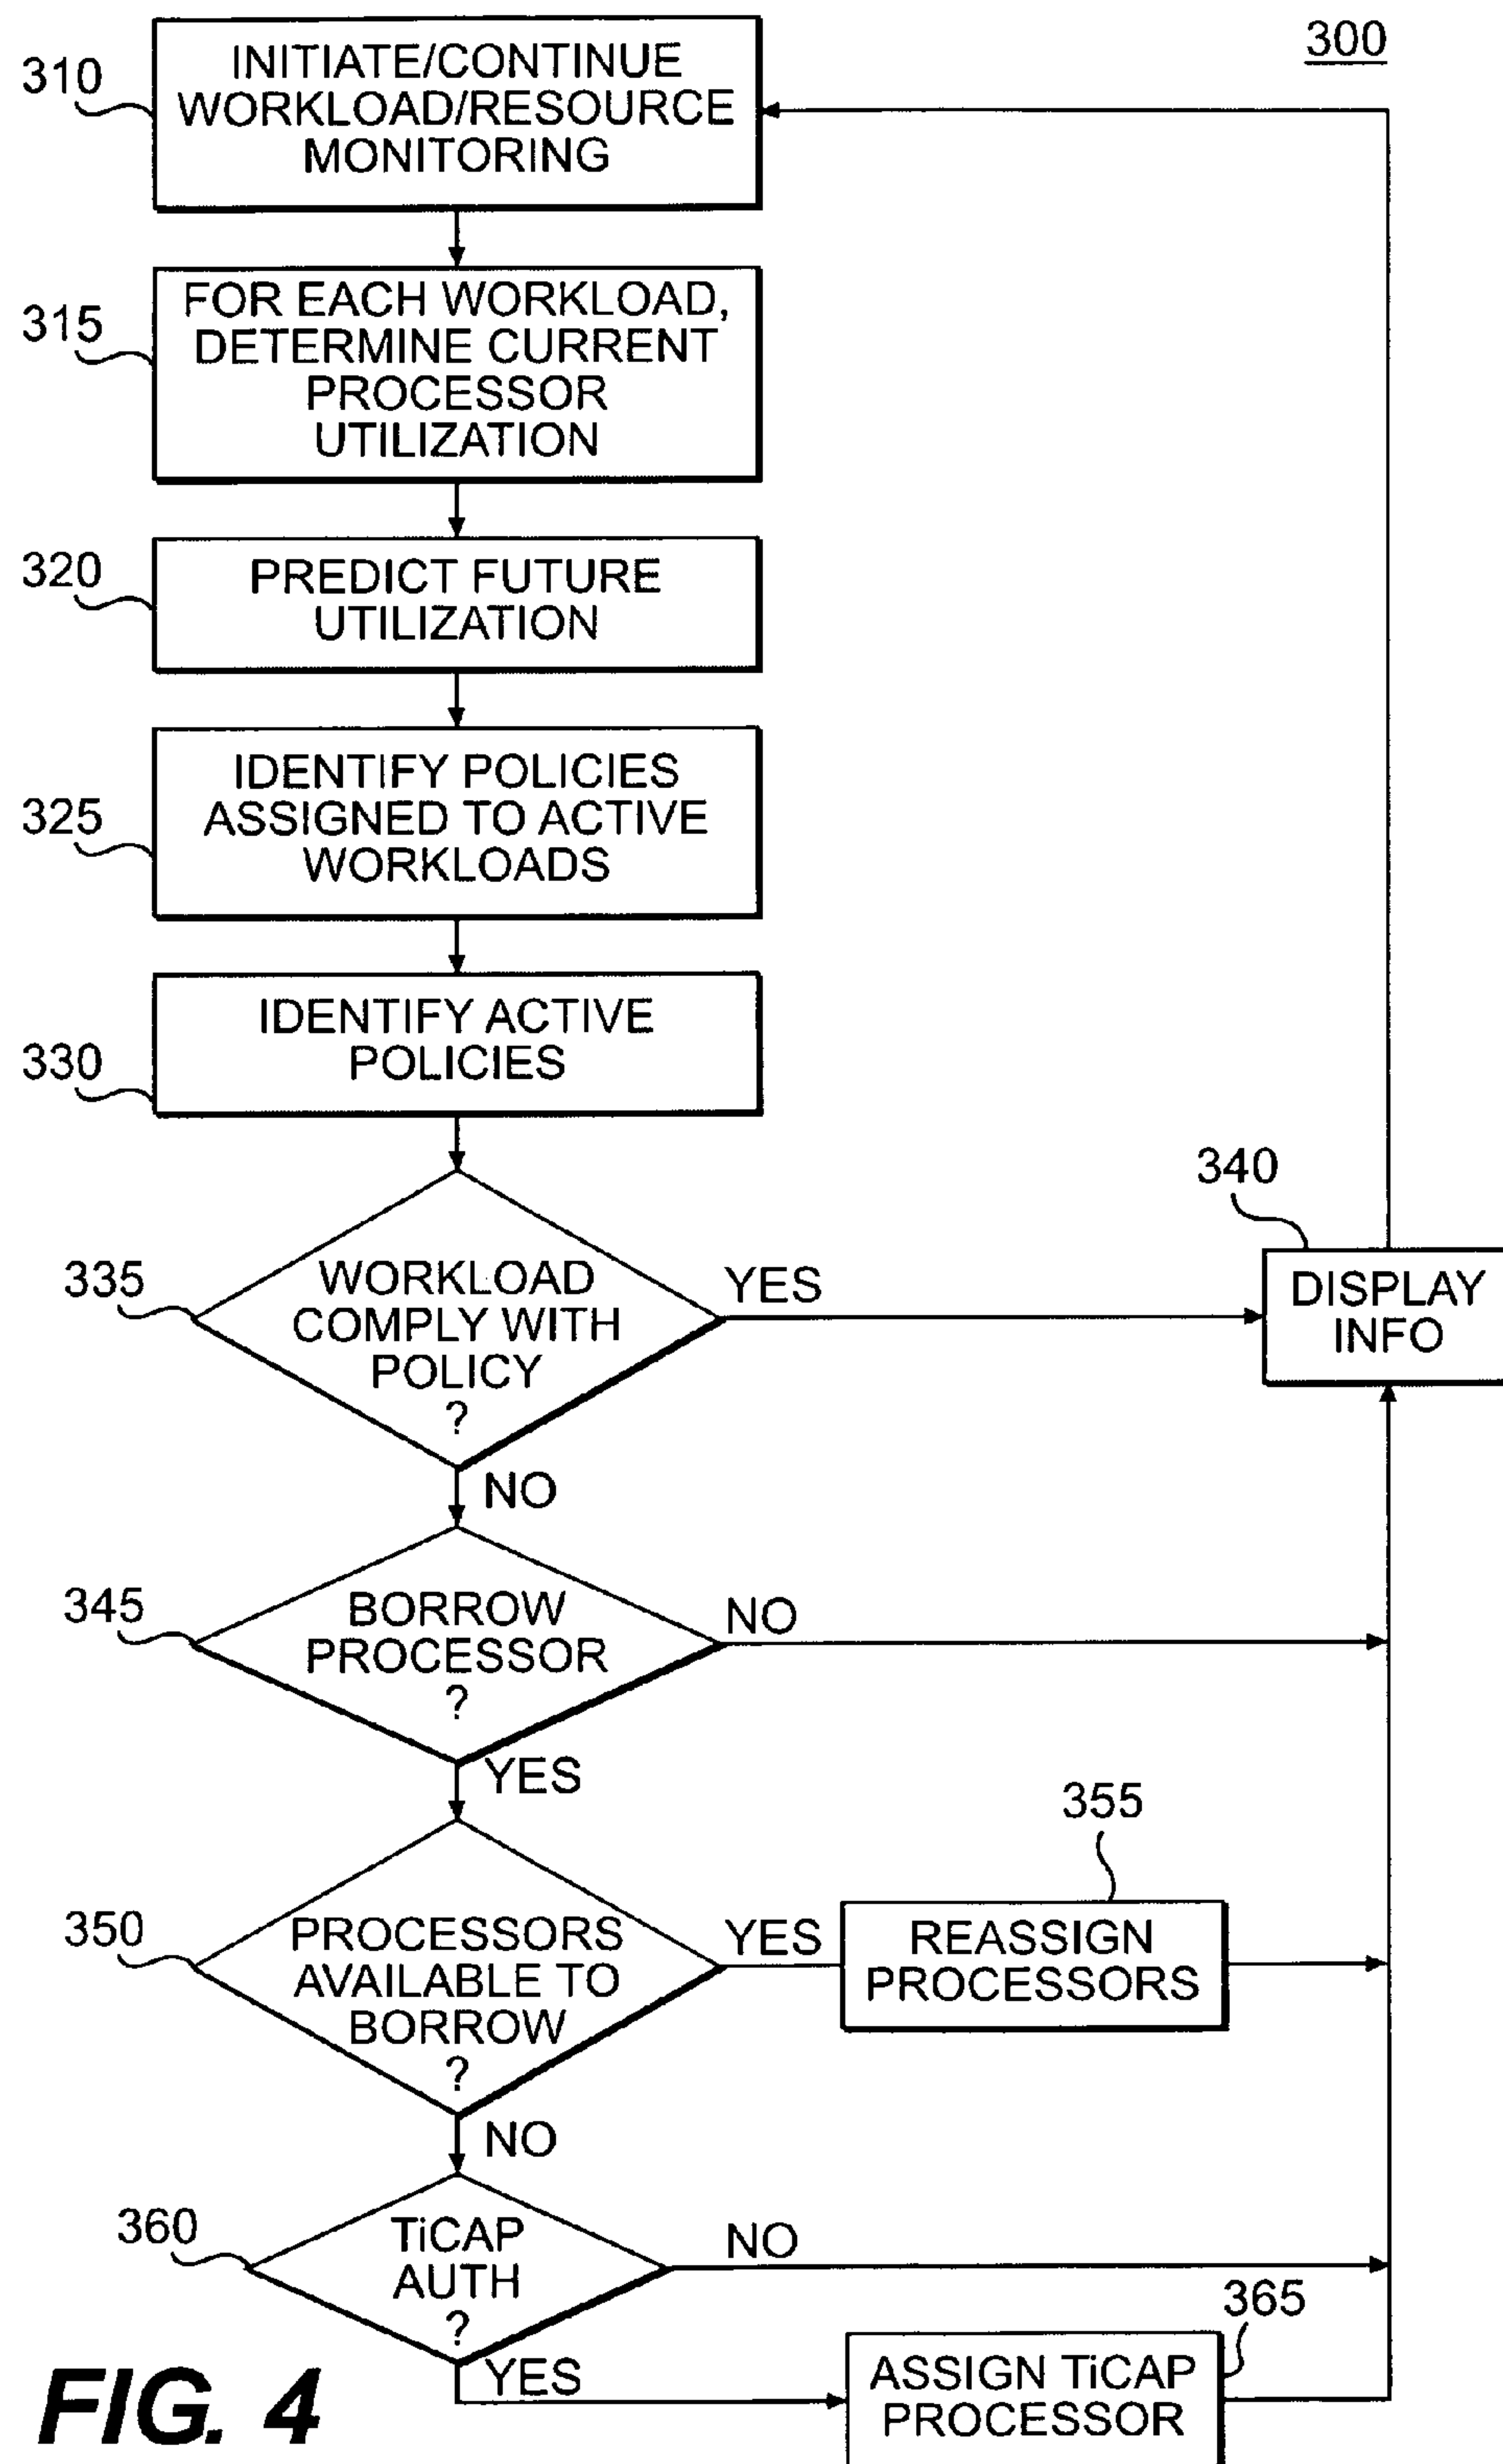 300
310
INITIATE/CONTINUE
WORKLOAD/RESOURCE
MONITORING
315
FOR EACH WORKLOAD,
DETERMINE CURRENT
PROCESSOR
UTILIZATION
320
PREDICT FUTURE
UTILIZATION
325
IDENTIFY POLICIES
ASSIGNED TO ACTIVE
WORKLOADS
330
IDENTIFY ACTIVE
POLICIES
335
WORKLOAD
COMPLY WITH
POLICY
?
YES
340
DISPLAY
INFO
NO
345
BORROW
PROCESSOR
?
NO
YES
350
PROCESSORS
AVAILABLE TO
BORROW
?
YES
355
REASSIGN
PROCESSORS
NO
360
TiCAP
AUTH
?
NO
YES
365
ASSIGN TiCAP
PROCESSOR
FIG. 4